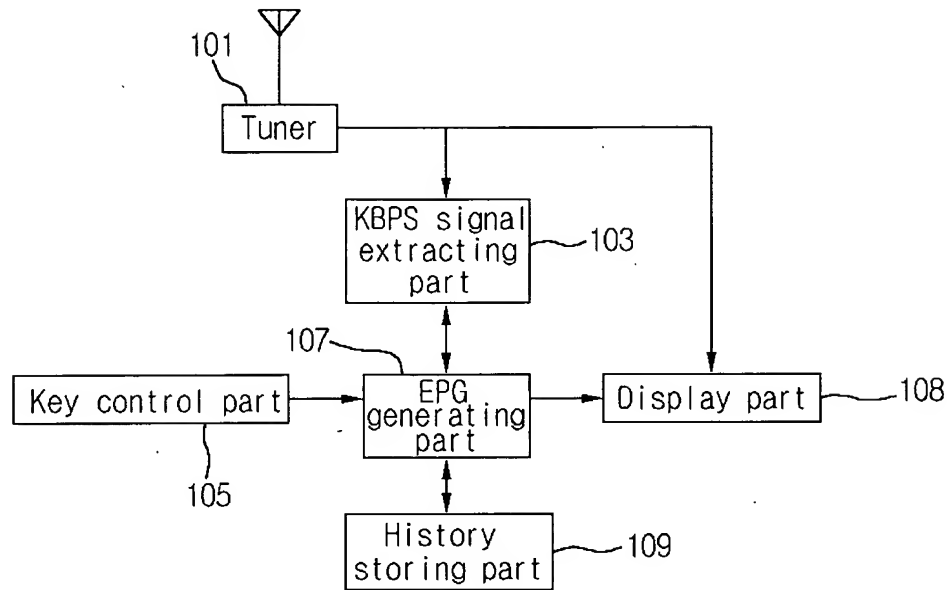 101
Tuner
KBPS signal
extracting
part
103
107
Key control part
EPG
generating
part
Display part
108
105
History
storing part
109